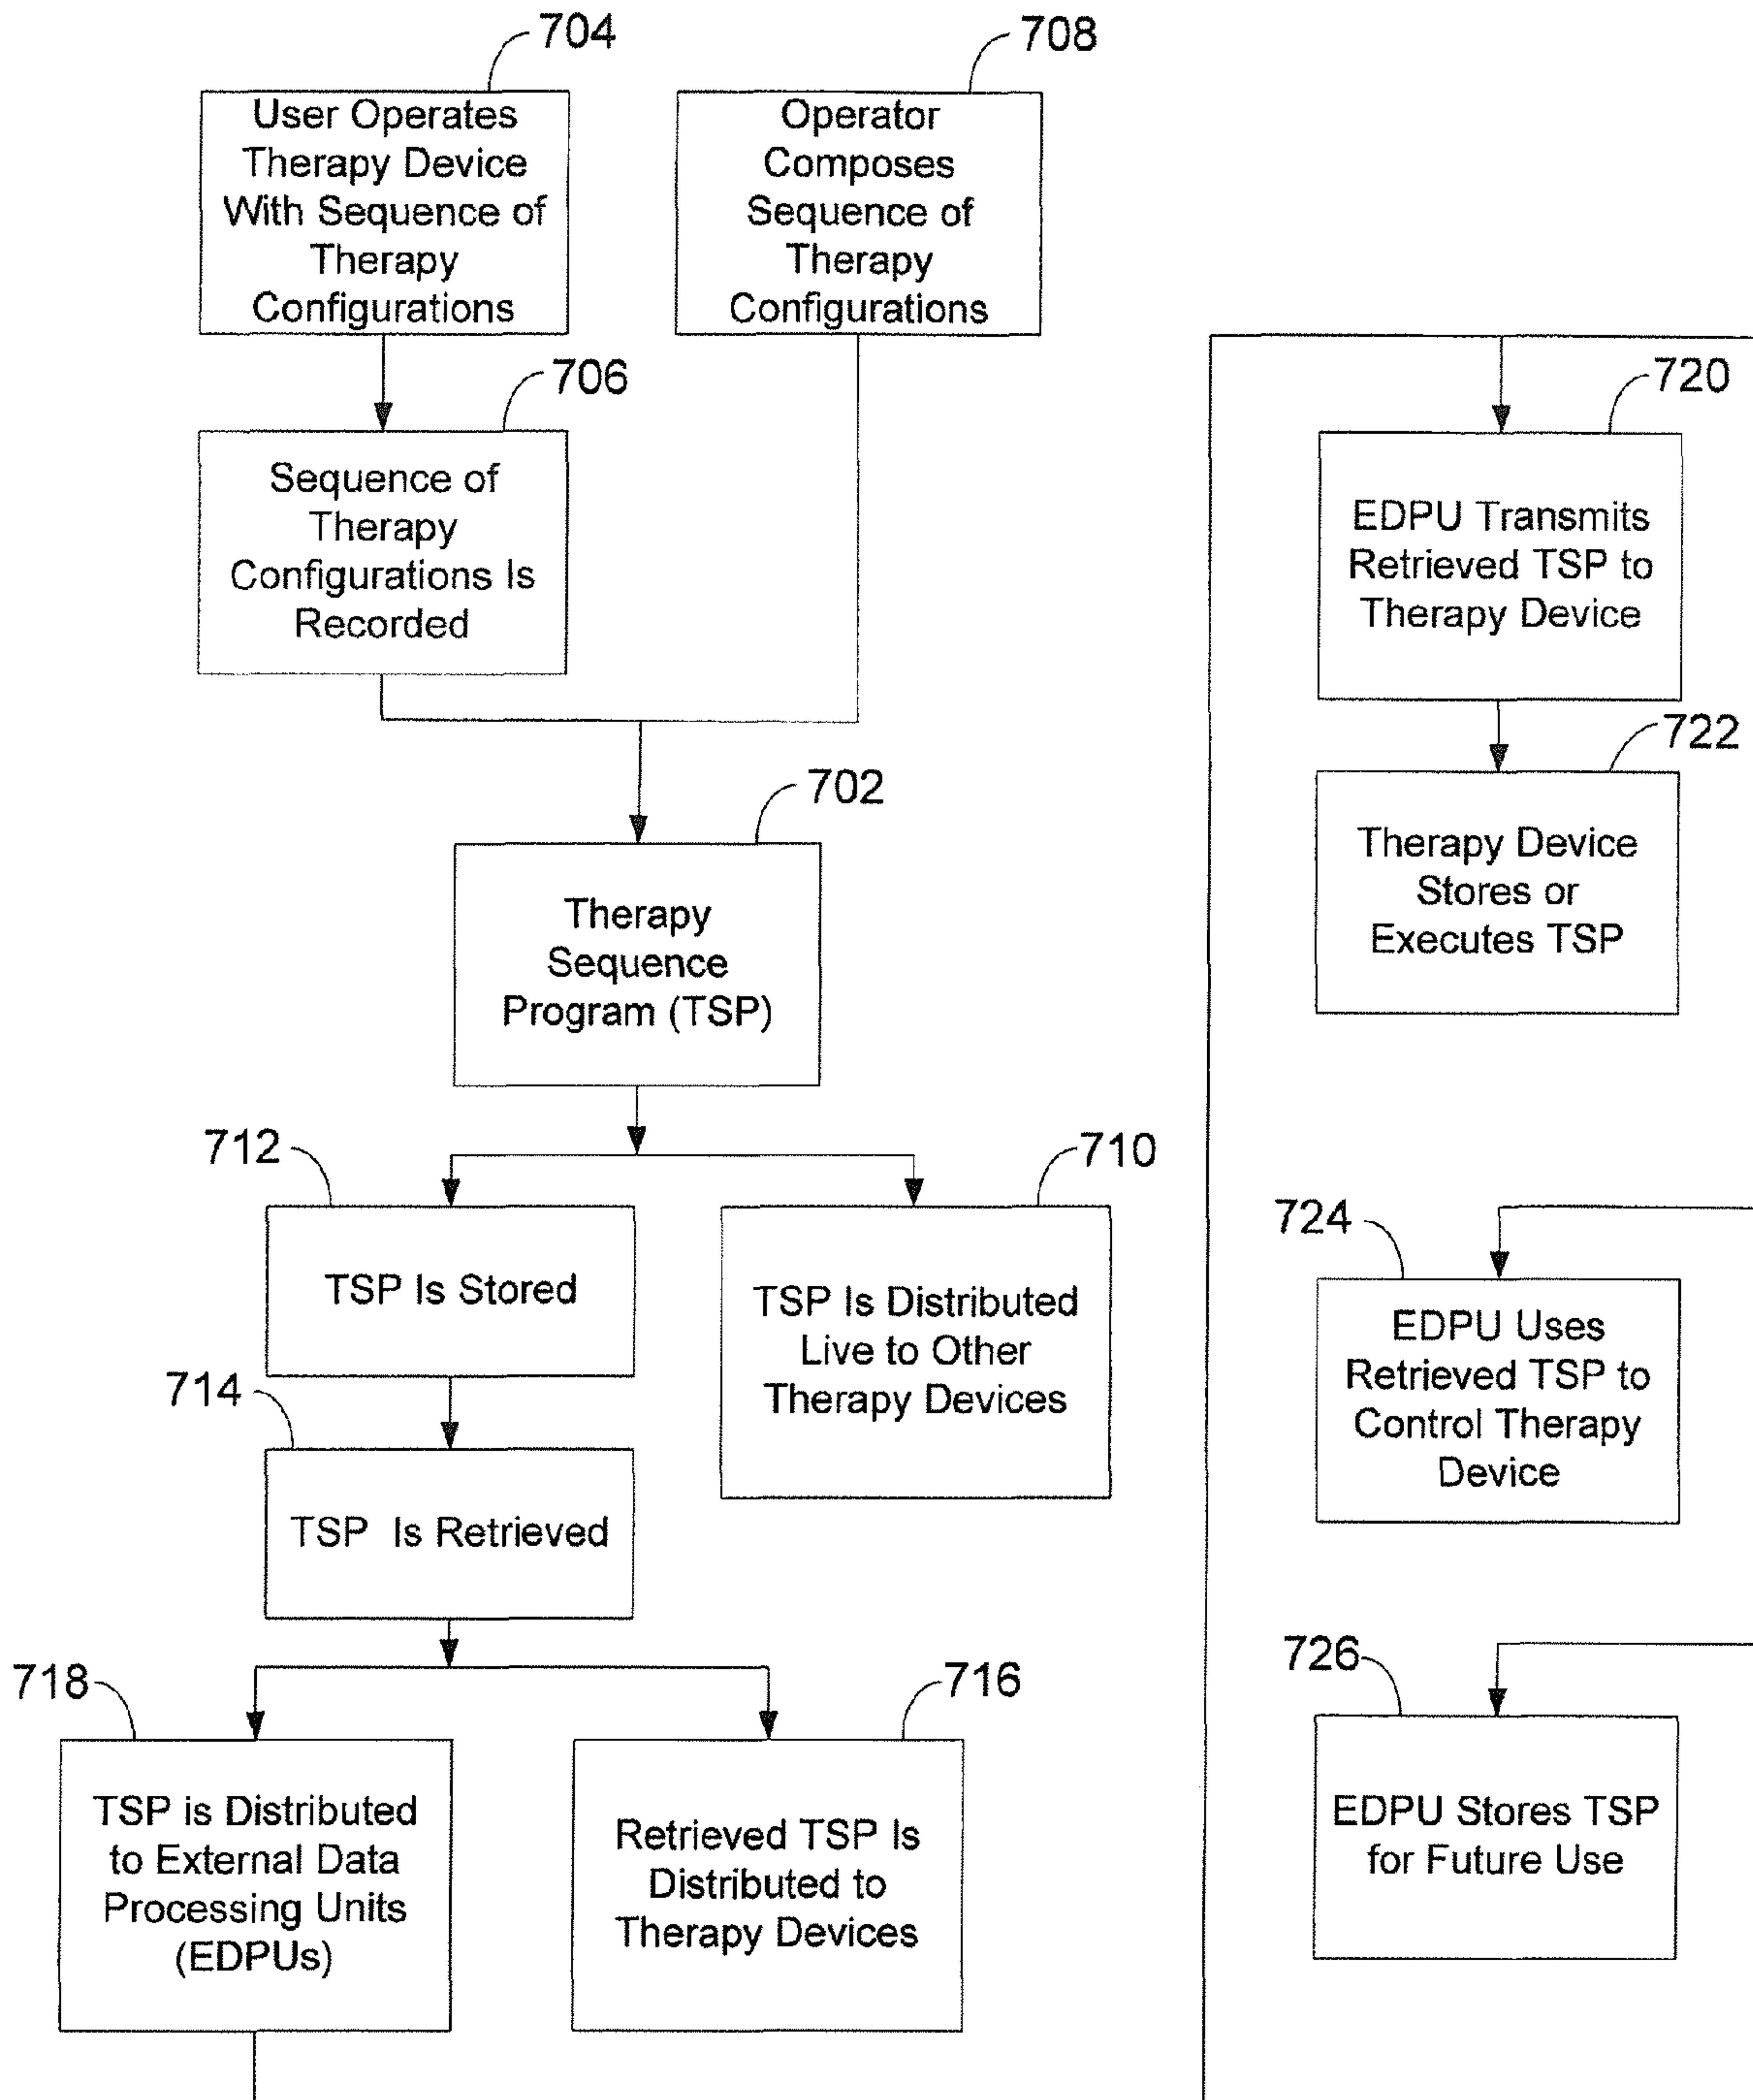 704
User Operates
Therapy Device
With Sequence of
Therapy
Configurations
708
Operator
Composes
Sequence of
Therapy
Configurations
706
Sequence of
Therapy
Configurations Is
Recorded
702
Therapy
Sequence
Program (TSP)
712
TSP Is Stored
710
TSP Is Distributed
Live to Other
Therapy Devices
714
TSP Is Retrieved
718
TSP is Distributed
to External Data
Processing Units
(EDPUs)
716
Retrieved TSP Is
Distributed to
Therapy Devices
720
EDPU Transmits
Retrieved TSP to
Therapy Device
722
Therapy Device
Stores or
Executes TSP
724
EDPU Uses
Retrieved TSP to
Control Therapy
Device
726
EDPU Stores TSP
for Future Use